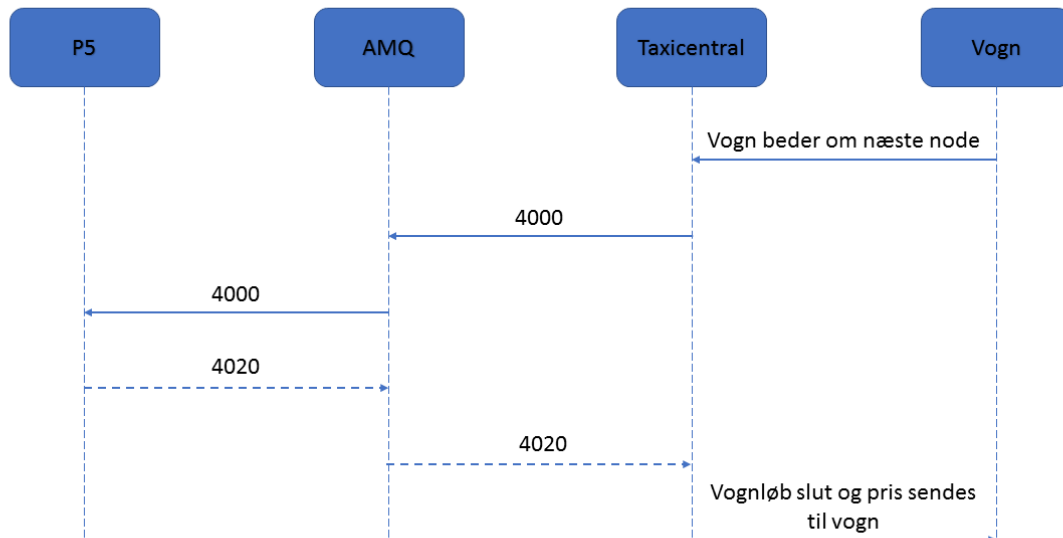 P5
AMQ
Taxicentral
Vogn
Vogn beder om næste node
4000
4000
4020
4020
Vognløb slut og pris sendes
til vogn